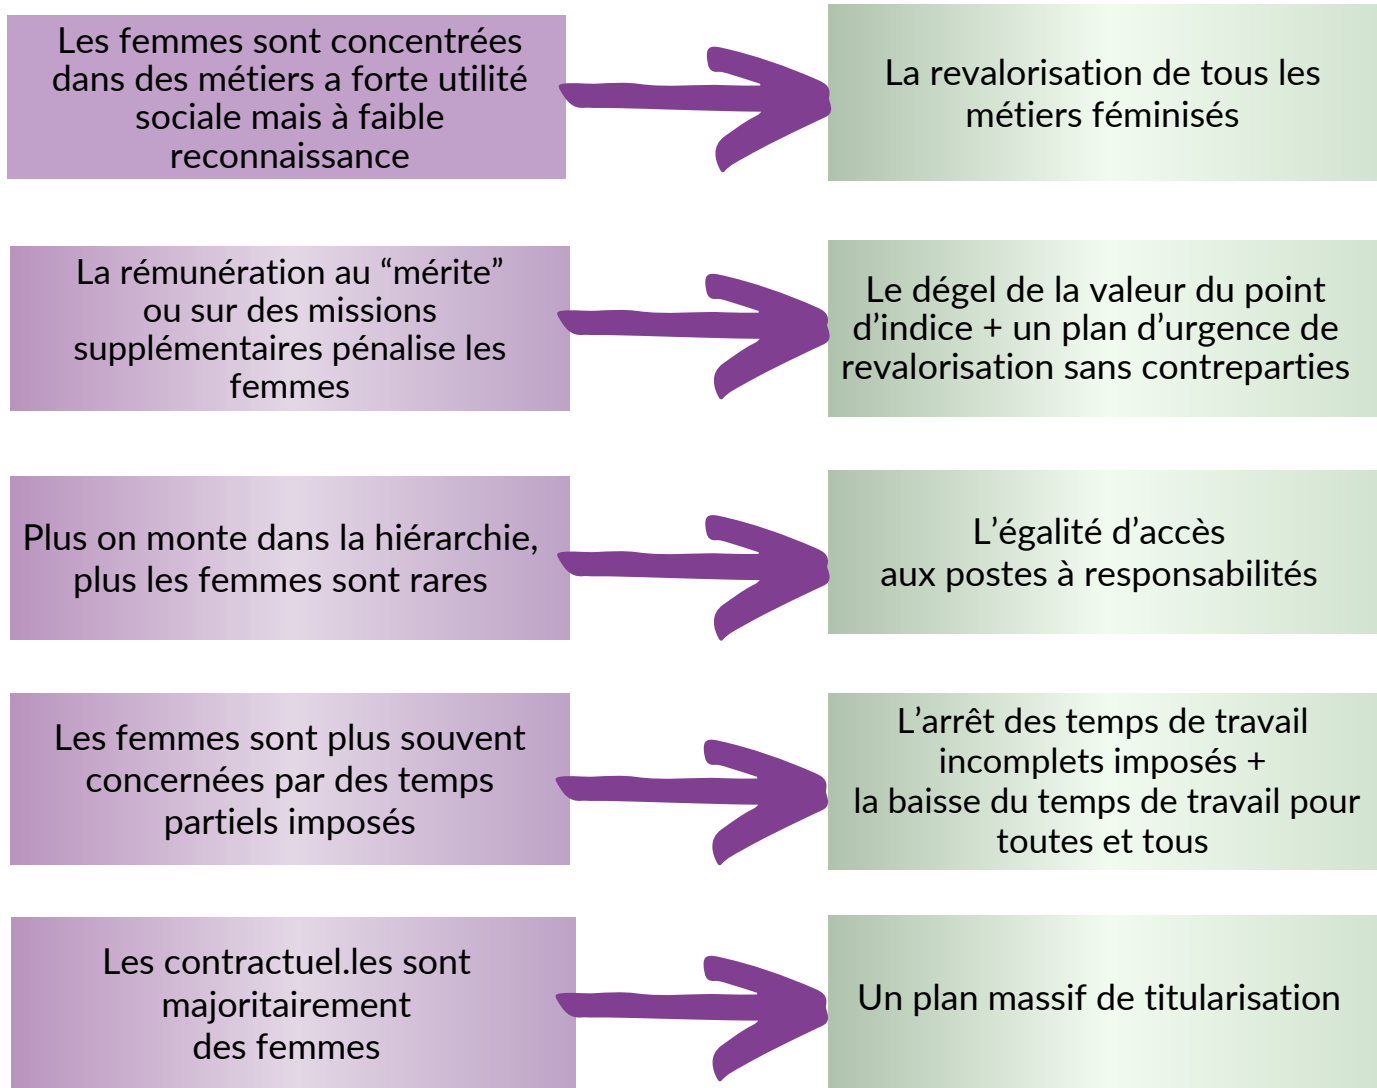 Les femmes sont concentrées
dans des métiers a forte utilité
sociale mais à faible
reconnaissance
La revalorisation de tous les
métiers féminisés
La rémunération au “mérite”
ou sur des missions
supplémentaires pénalise les
femmes
Le dégel de la valeur du point
d’indice + un plan d’urgence de
revalorisation sans contreparties
Plus on monte dans la hiérarchie,
plus les femmes sont rares
L’égalité d’accès
aux postes à responsabilités
Les femmes sont plus souvent
concernées par des temps
partiels imposés
L’arrêt des temps de travail
incomplets imposés +
la baisse du temps de travail pour
toutes et tous
Les contractuel.les sont
majoritairement
des femmes
Un plan massif de titularisation